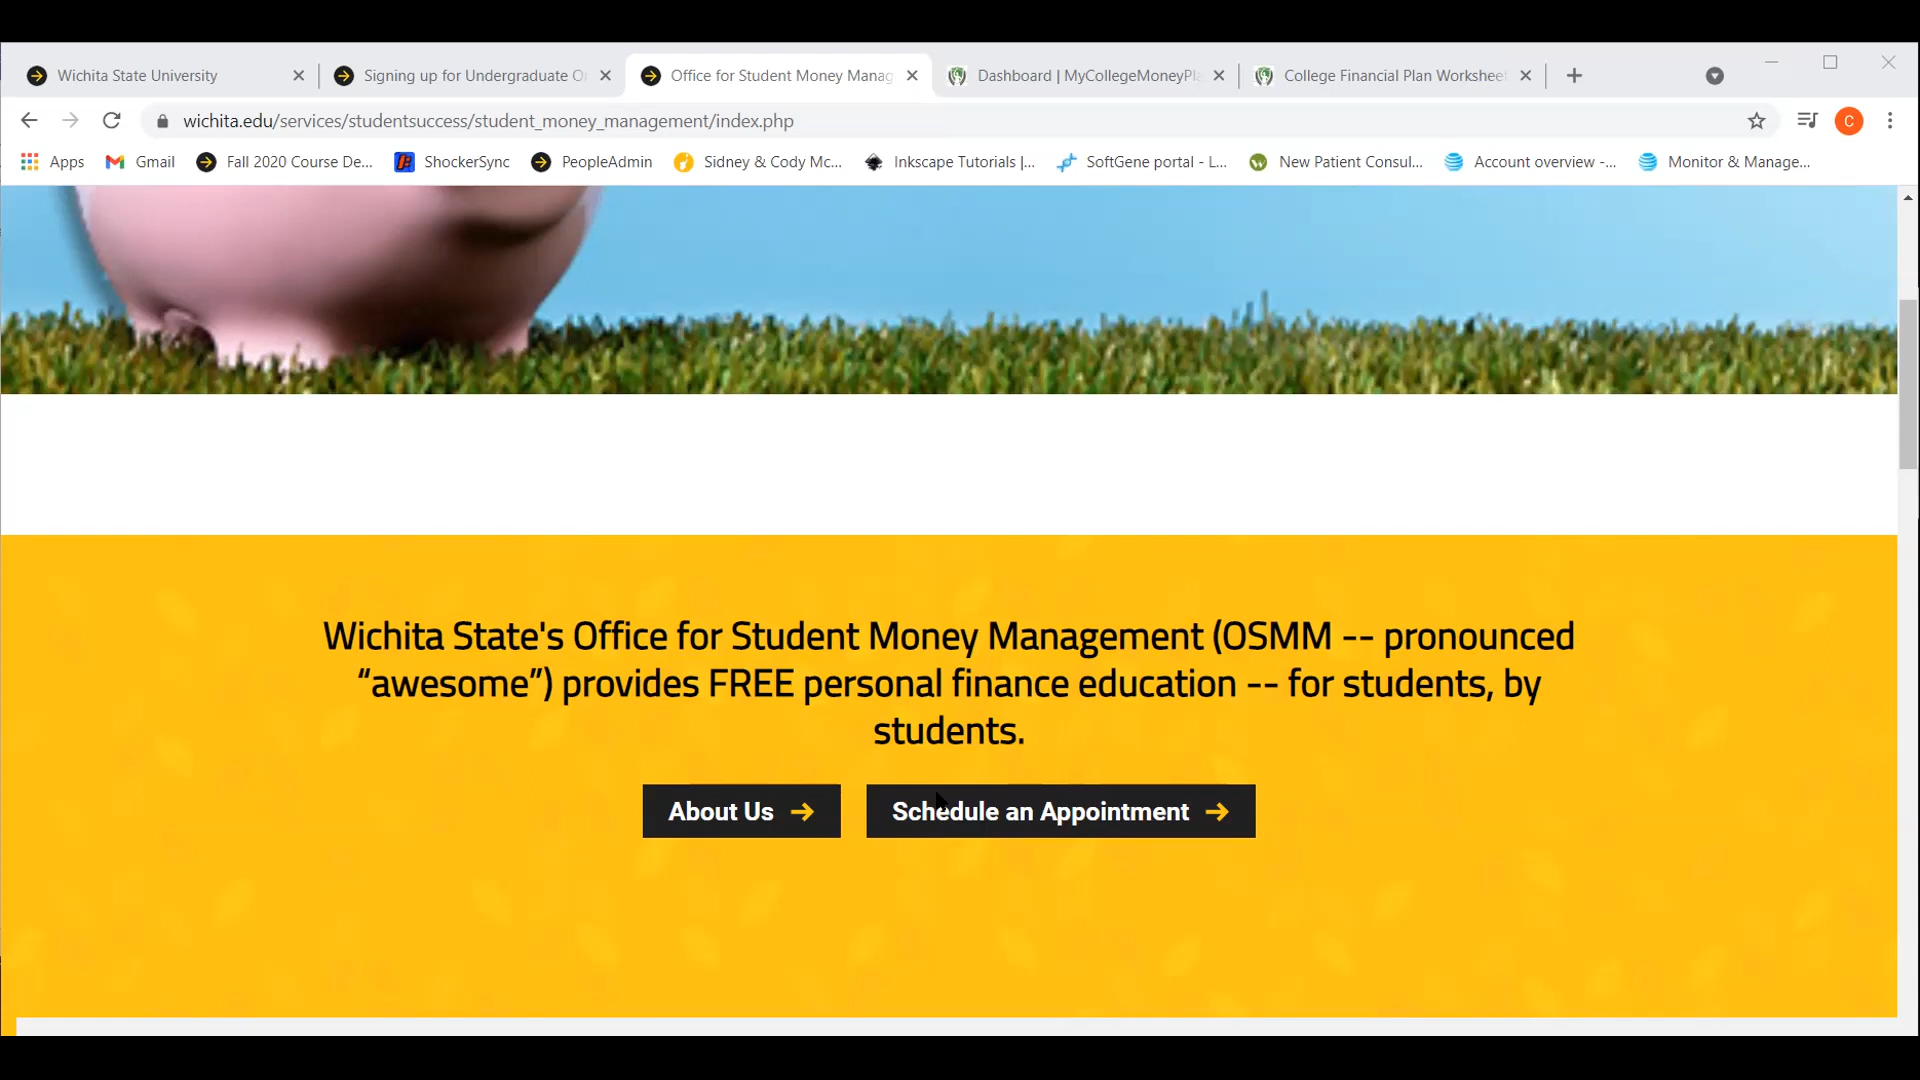 Wichita State University
Signing up for Undergraduate O
Office for Student Money Manag
Dashboard | MyCollegeMoneyPla
College Financial Plan Workshee
wichita.edu/services/studentsuccess/student_money_management/index.php
C
Apps
Gmail
Fall 2020 Course De...
ShockerSync
PeopleAdmin
Sidney & Cody Mc...
Inkscape Tutorials |...
SoftGene portal - L...
New Patient Consul...
Account overview -...
Monitor & Manage...
Wichita State's Office for Student Money Management (OSMM -- pronounced
“awesome”) provides FREE personal finance education -- for students, by
students.
About Us
Schedule an Appointment